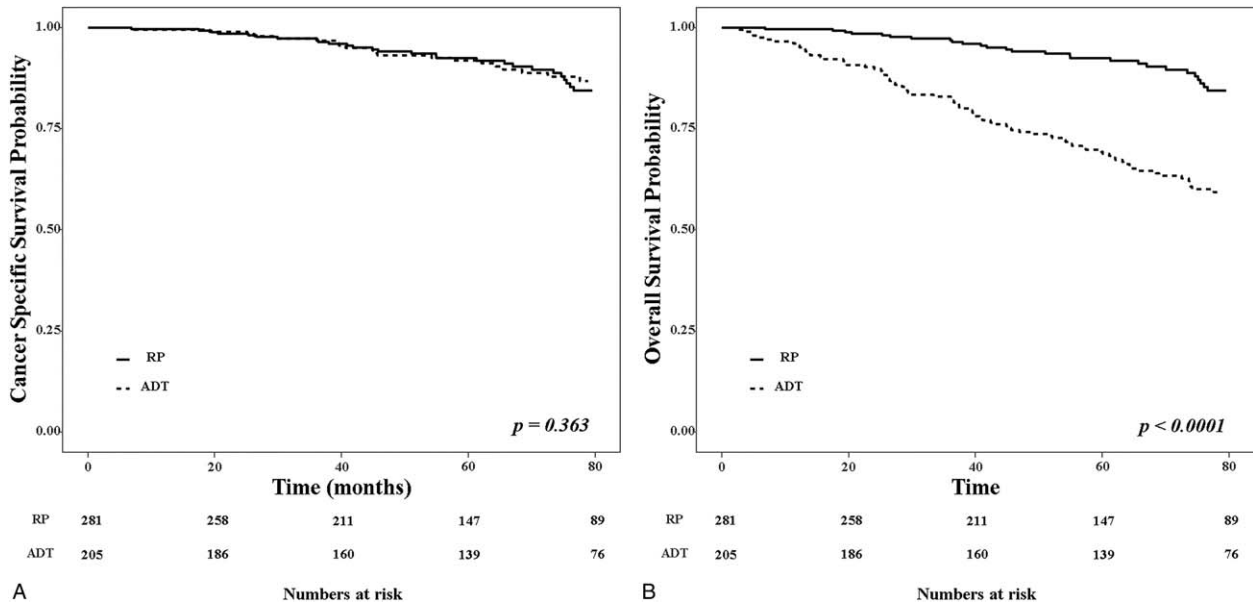 Cancer Specific Survival Probability
1.00
0.75
0.50
0.25
0.00
RP
ADT
p = 0.363
0 20 40 60 80
Time (months)
RP 281 258 211 147 89
ADT 205 186 160 139 76
A Numbers at risk
Overall Survival Probability
1.00
0.75
0.50
0.25
0.00
RP
ADT
p < 0.0001
0 20 40 60 80
Time
RP 281 258 211 147 89
ADT 205 186 160 139 76
B Numbers at risk